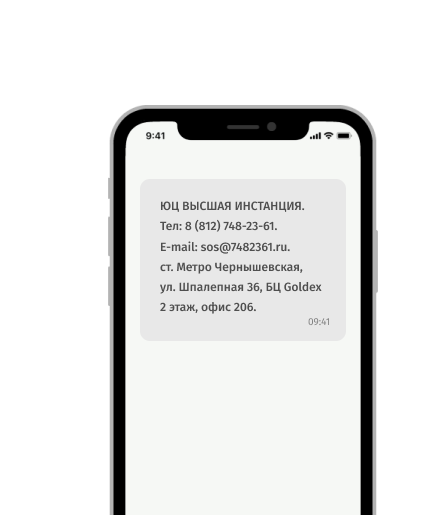 9:41
ЮЦ ВЫСШАЯ ИНСТАНЦИЯ.
Тел: 8 (812) 748-23-61.
E-mail: sos@7482361.ru.
ст. Метро Чернышевская,
ул. Шпалепная 36, БЦ Goldex
2 этаж, офис 206.
09:41